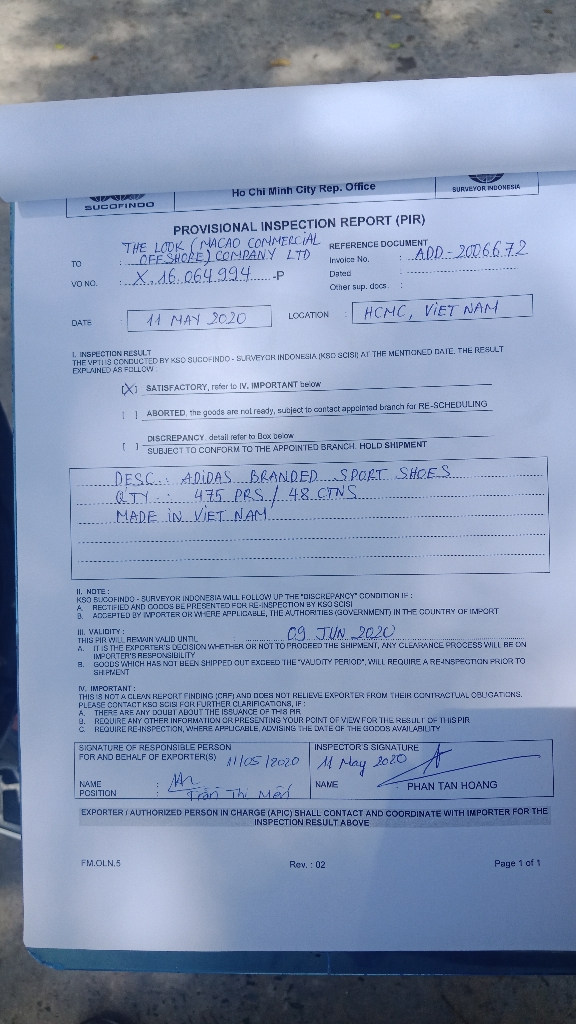 SUCOFINDO
Ho Chi Minh City Rep. Office
SURVEYOR INDONESIA
PROVISIONAL INSPECTION REPORT (PIR)
TO : THE LOOK (MACAO COMMERCIAL
OFFSHORE) COMPANY LTD
VO NO. : X.16.064994 -P
REFERENCE DOCUMENT
Invoice No. : ADD-2006672
Dated :
Other sup. docs. :
DATE : 11 MAY 2020 LOCATION : HCMC, VIET NAM
I. INSPECTION RESULT
THE VPTI IS CONDUCTED BY KSO SUCOFINDO - SURVEYOR INDONESIA (KSO SCISI) AT THE MENTIONED DATE. THE RESULT
EXPLAINED AS FOLLOW :
[X] SATISFACTORY, refer to IV. IMPORTANT below
[ ] ABORTED, the goods are not ready, subject to contact appointed branch for RE-SCHEDULING
[ ] DISCREPANCY, detail refer to Box below
SUBJECT TO CONFORM TO THE APPOINTED BRANCH. HOLD SHIPMENT
DESC : ADIDAS BRANDED SPORT SHOES
QTY : 475 PRS / 48 CTNS
MADE IN VIET NAM
II. NOTE :
KSO SUCOFINDO - SURVEYOR INDONESIA WILL FOLLOW UP THE "DISCREPANCY" CONDITION IF :
A. RECTIFIED AND GOODS BE PRESENTED FOR RE-INSPECTION BY KSO SCISI
B. ACCEPTED BY IMPORTER OR WHERE APPLICABLE, THE AUTHORITIES (GOVERNMENT) IN THE COUNTRY OF IMPORT
III. VALIDITY :
THIS PIR WILL REMAIN VALID UNTIL 09 JUN 2020
A. IT IS THE EXPORTER'S DECISION WHETHER OR NOT TO PROCEED THE SHIPMENT, ANY CLEARANCE PROCESS WILL BE ON
IMPORTER'S RESPONSIBILITY
B. GOODS WHICH HAS NOT BEEN SHIPPED OUT EXCEED THE "VALIDITY PERIOD", WILL REQUIRE A RE-INSPECTION PRIOR TO
SHIPMENT
IV. IMPORTANT :
THIS IS NOT A CLEAN REPORT FINDING (CRF) AND DOES NOT RELIEVE EXPORTER FROM THEIR CONTRACTUAL OBLIGATIONS.
PLEASE CONTACT KSO SCISI FOR FURTHER CLARIFICATIONS, IF :
A. THERE ARE ANY DOUBT ABOUT THE ISSUANCE OF THIS PIR
B. REQUIRE ANY OTHER INFORMATION OR PRESENTING YOUR POINT OF VIEW FOR THE RESULT OF THIS PIR
C. REQUIRE RE-INSPECTION, WHERE APPLICABLE, ADVISING THE DATE OF THE GOODS AVAILABILITY
SIGNATURE OF RESPONSIBLE PERSON
FOR AND BEHALF OF EXPORTER(S) 11/05/2020
NAME :
POSITION : Trần Thị
INSPECTOR'S SIGNATURE
11 May 2020
NAME : PHAN TAN HOANG
EXPORTER / AUTHORIZED PERSON IN CHARGE (APIC) SHALL CONTACT AND COORDINATE WITH IMPORTER FOR THE
INSPECTION RESULT ABOVE
FM.OLN.5 Rev. : 02 Page 1 of 1